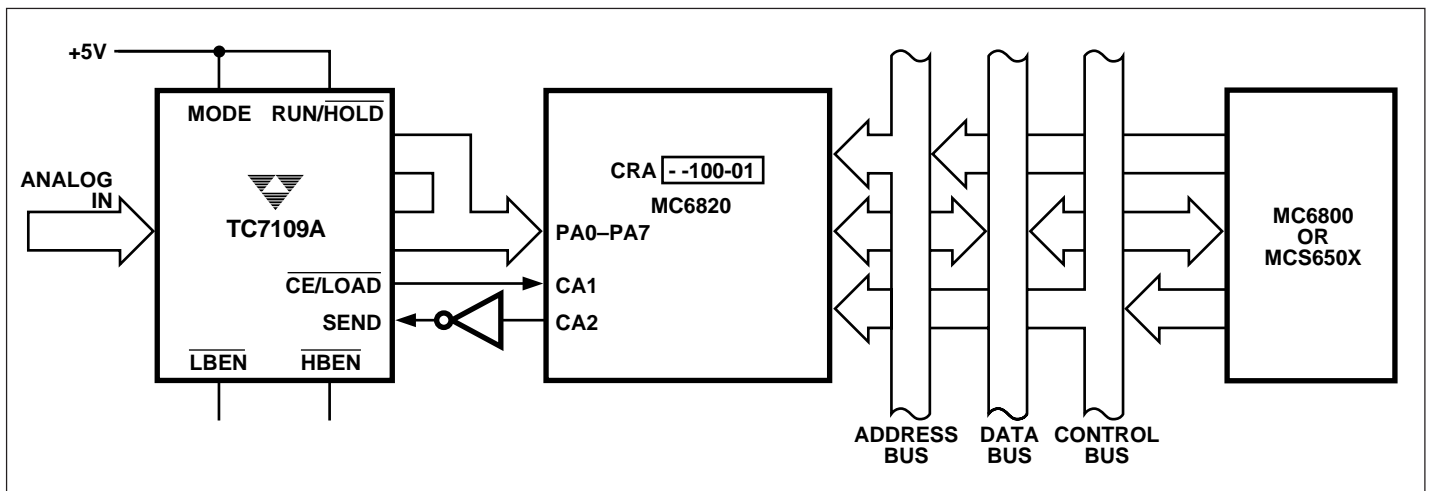 +5V
MODE RUN/HOLD
ANALOG
IN
TC7109A
CE/LOAD
SEND
LBEN HBEN
CRA - -100-01
MC6820
PA0–PA7
CA1
CA2
MC6800
OR
MCS650X
ADDRESS
BUS
DATA
BUS
CONTROL
BUS